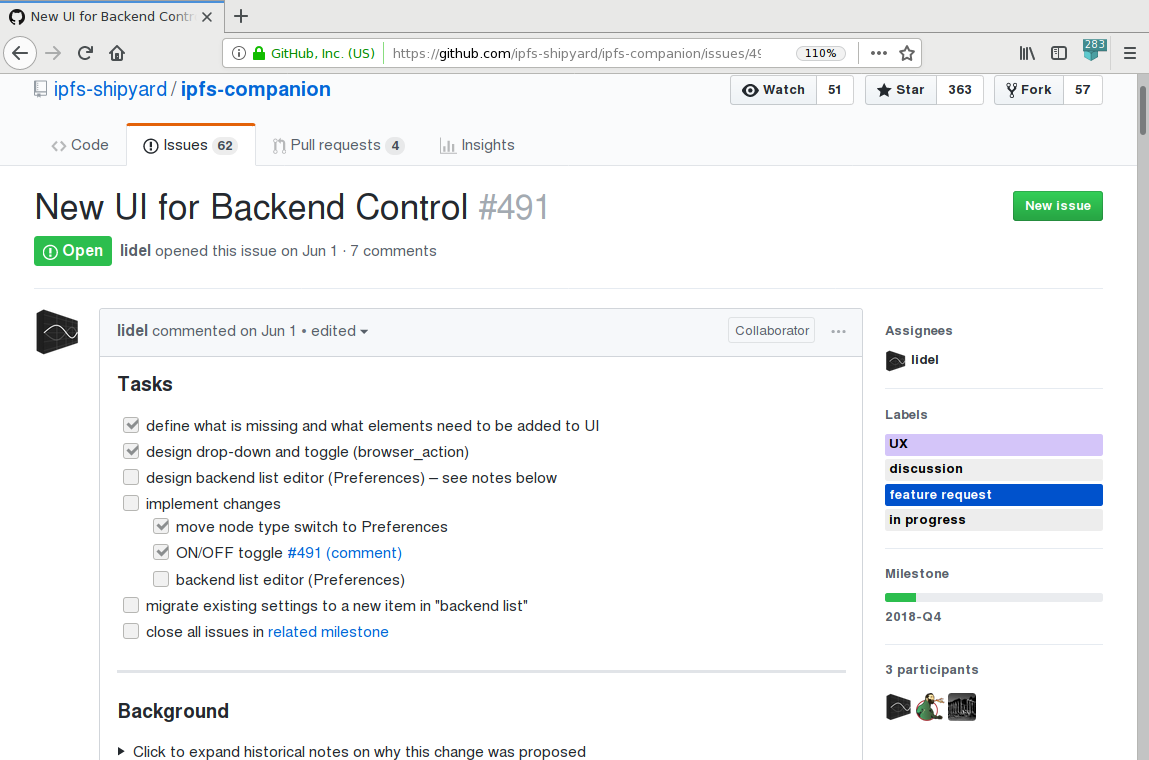 New UI for Backend Contr
GitHub, Inc. (US) https://github.com/ipfs-shipyard/ipfs-companion/issues/49 110% 283
ipfs-shipyard / ipfs-companion Watch 51 Star 363 Fork 57
Code Issues 62 Pull requests 4 Insights
New UI for Backend Control #491 New issue
Open lidel opened this issue on Jun 1 · 7 comments
lidel commented on Jun 1 • edited Collaborator
Tasks
define what is missing and what elements need to be added to UI
design drop-down and toggle (browser_action)
design backend list editor (Preferences) – see notes below
implement changes
move node type switch to Preferences
ON/OFF toggle #491 (comment)
backend list editor (Preferences)
migrate existing settings to a new item in "backend list"
close all issues in related milestone
Background
Click to expand historical notes on why this change was proposed
Assignees
lidel
Labels
UX
discussion
feature request
in progress
Milestone
2018-Q4
3 participants